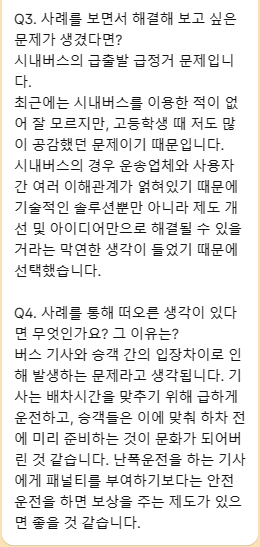 Q3. 사례를 보면서 해결해 보고 싶은
문제가 생겼다면?
시내버스의 급출발 급정거 문제입니
다.
최근에는 시내버스를 이용한 적이 없
어 잘 모르지만, 고등학생 때 저도 많
이 공감했던 문제이기 때문입니다.
시내버스의 경우 운송업체와 사용자
간 여러 이해관계가 얽혀있기 때문에
기술적인 솔루션뿐만 아니라 제도 개
선 및 아이디어만으로 해결될 수 있을
거라는 막연한 생각이 들었기 때문에
선택했습니다.
Q4. 사례를 통해 떠오른 생각이 있다
면 무엇인가요? 그 이유는?
버스 기사와 승객 간의 입장차이로 인
해 발생하는 문제라고 생각됩니다. 기
사는 배차시간을 맞추기 위해 급하게
운전하고, 승객들은 이에 맞춰 하차 전
에 미리 준비하는 것이 문화가 되어버
린 것 같습니다. 난폭운전을 하는 기사
에게 패널티를 부여하기보다는 안전
운전을 하면 보상을 주는 제도가 있으
면 좋을 것 같습니다.